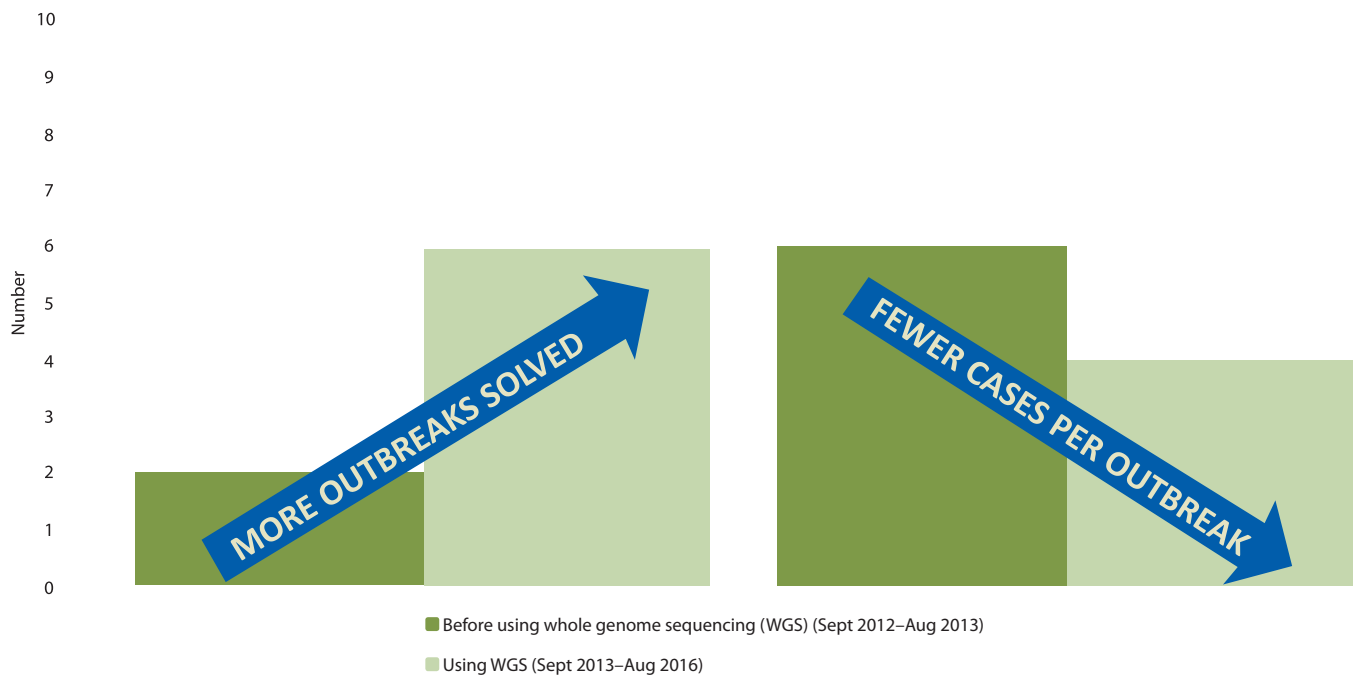 10
9
8
7
6
5
4
3
2
1
0
Number
MORE OUTBREAKS SOLVED
FEWER CASES PER OUTBREAK
Before using whole genome sequencing (WGS) (Sept 2012–Aug 2013)
Using WGS (Sept 2013–Aug 2016)